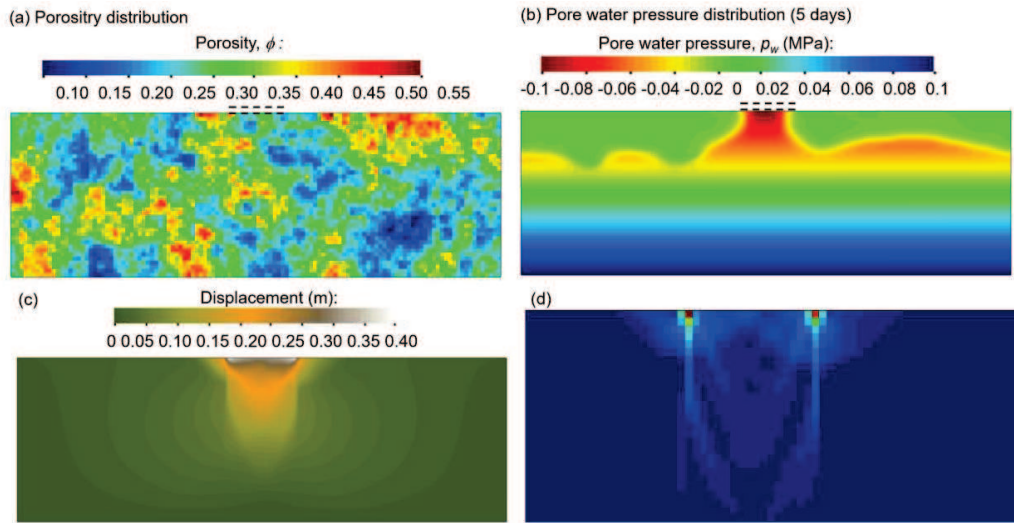 (a) Porositry distribution
Porosity, ϕ :
0.10 0.15 0.20 0.25 0.30 0.35 0.40 0.45 0.50 0.55
(b) Pore water pressure distribution (5 days)
Pore water pressure, p_w (MPa):
-0.1 -0.08 -0.06 -0.04 -0.02 0 0.02 0.04 0.06 0.08 0.1
(c)
Displacement (m):
0 0.05 0.10 0.15 0.20 0.25 0.30 0.35 0.40
(d)